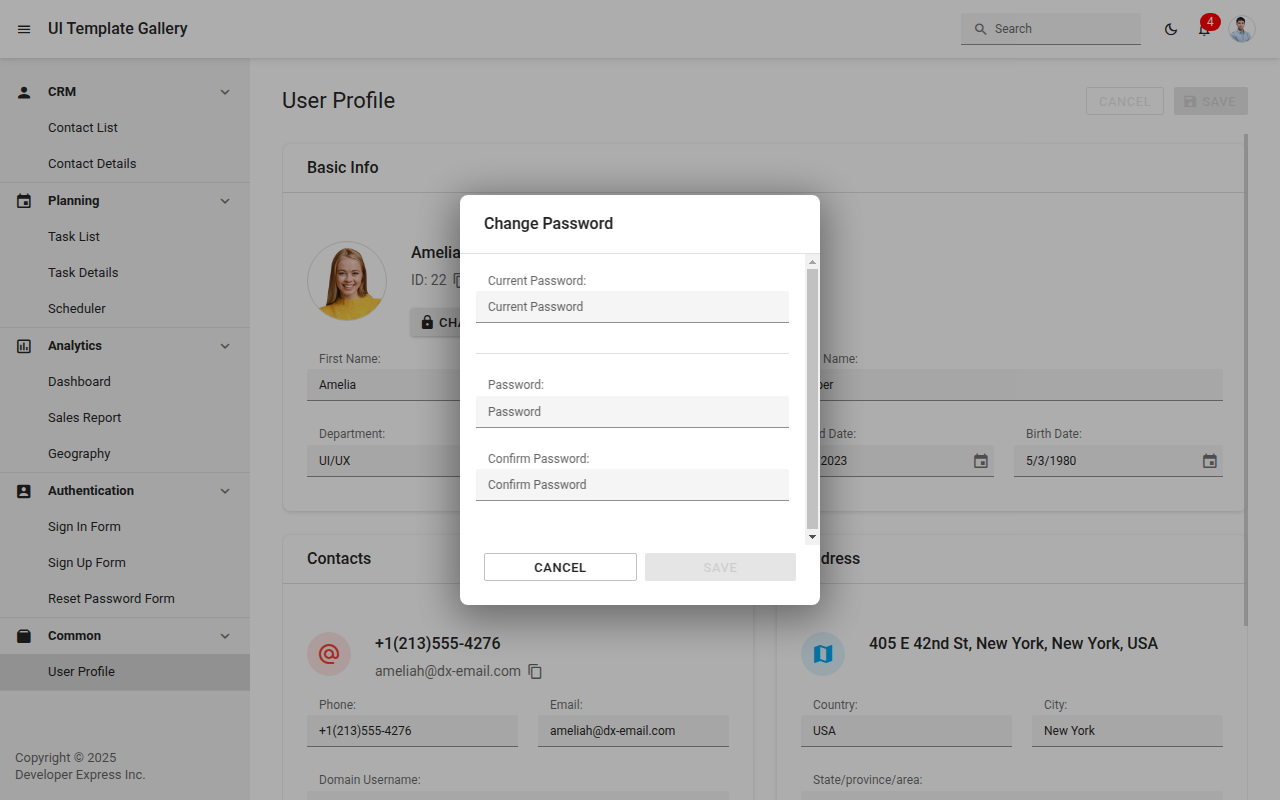 UI Template Gallery
Search
4
CRM
Contact List
Contact Details
Planning
Task List
Task Details
Scheduler
Analytics
Dashboard
Sales Report
Geography
Authentication
Sign In Form
Sign Up Form
Reset Password Form
Common
User Profile
Copyright © 2025
Developer Express Inc.
User Profile
CANCEL
SAVE
Basic Info
Amelia
ID: 22
CHA
First Name:
Amelia
Name:
per
Department:
UI/UX
d Date:
2023
Birth Date:
5/3/1980
Change Password
Current Password:
Current Password
Password:
Password
Confirm Password:
Confirm Password
CANCEL
SAVE
Contacts
+1(213)555-4276
ameliah@dx-email.com
Phone:
+1(213)555-4276
Email:
ameliah@dx-email.com
Domain Username:
dress
405 E 42nd St, New York, New York, USA
Country:
USA
City:
New York
State/province/area: